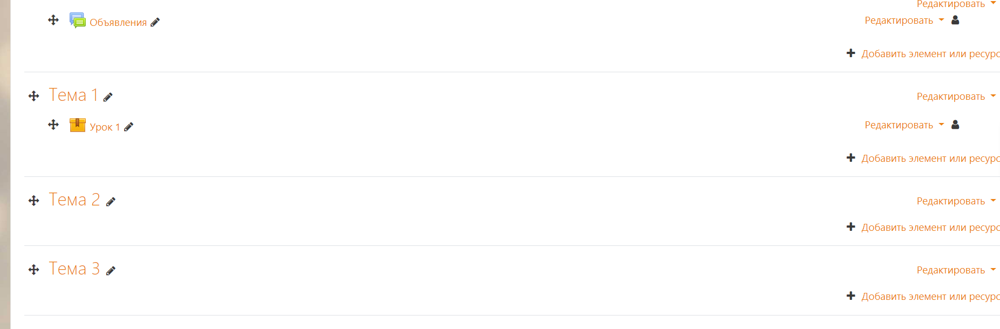 Редактировать
Объявления Редактировать
Добавить элемент или ресурс
Тема 1 Редактировать
Урок 1 Редактировать
Добавить элемент или ресурс
Тема 2 Редактировать
Добавить элемент или ресурс
Тема 3 Редактировать
Добавить элемент или ресурс